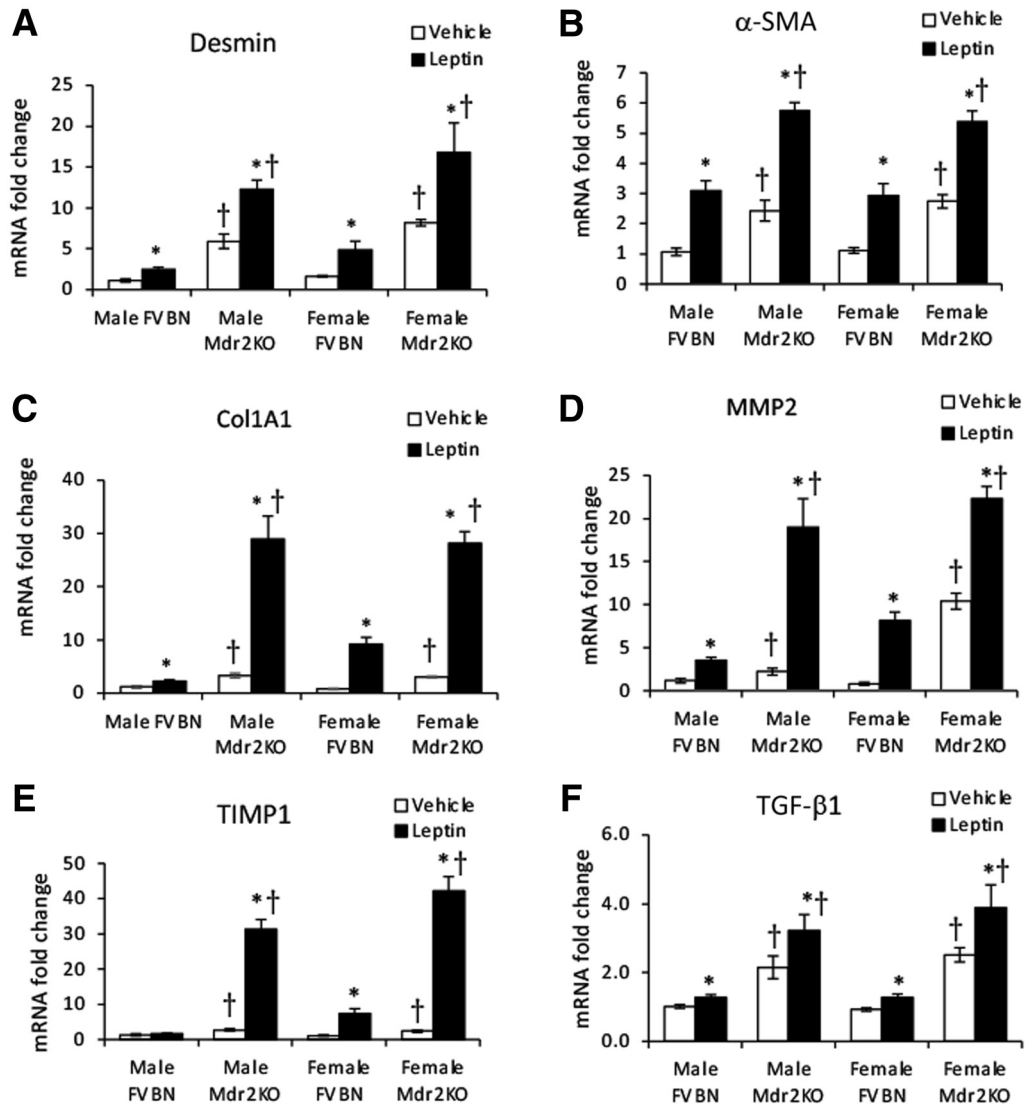 A
Desmin
Vehicle
Leptin
mRNA fold change
25
20
15
10
5
0
*
†
*†
*
†
*†
Male FVBN
Male
Mdr2KO
Female
FVBN
Female
Mdr2KO
B
α-SMA
Vehicle
Leptin
mRNA fold change
7
6
5
4
3
2
1
0
*
†
*†
*
†
*†
Male
FVBN
Male
Mdr2KO
Female
FVBN
Female
Mdr2KO
C
Col1A1
Vehicle
Leptin
mRNA fold change
40
30
20
10
0
*
†
* †
*
†
* †
Male FVBN
Male
Mdr2KO
Female
FVBN
Female
Mdr2KO
D
MMP2
Vehicle
Leptin
mRNA fold change
25
20
15
10
5
0
*
†
*†
*
†
*†
Male
FVBN
Male
Mdr2KO
Female
FVBN
Female
Mdr2KO
E
TIMP1
Vehicle
Leptin
mRNA fold change
50
40
30
20
10
0
†
*†
*
†
*†
Male
FVBN
Male
Mdr2KO
Female
FVBN
Female
Mdr2KO
F
TGF-β1
Vehicle
Leptin
mRNA fold change
6.0
4.0
2.0
0.0
*
†
*†
*
†
*†
Male
FVBN
Male
Mdr2KO
Female
FVBN
Female
Mdr2KO